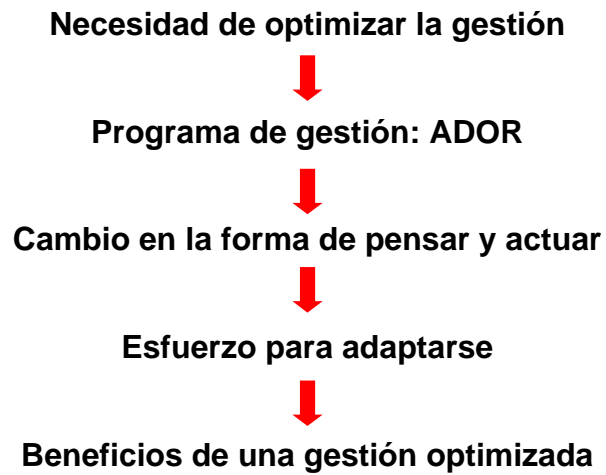 Necesidad de optimizar la gestión
Programa de gestión: ADOR
Cambio en la forma de pensar y actuar
Esfuerzo para adaptarse
Beneficios de una gestión optimizada